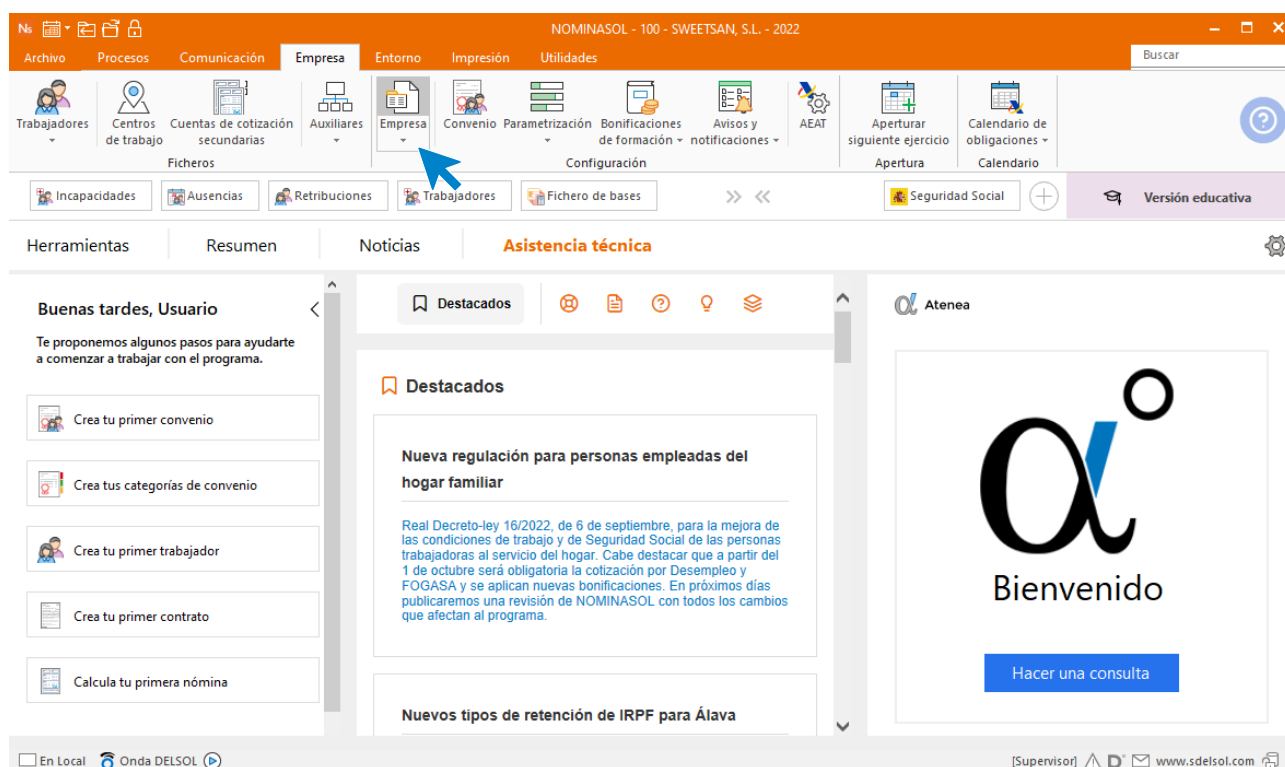 Ns
NOMINASOL - 100 - SWEETSAN, S.L. - 2022
Archivo Procesos Comunicación Empresa Entorno Impresión Utilidades Buscar
Trabajadores
Centros
de trabajo
Cuentas de cotización
secundarias
Auxiliares
Empresa
Convenio
Parametrización
Bonificaciones
de formación
Avisos y
notificaciones
AEAT
Aperturar
siguiente ejercicio
Calendario de
obligaciones
?
Ficheros Configuración Apertura Calendario
Incapacidades Ausencias Retribuciones Trabajadores Fichero de bases Seguridad Social Versión educativa
Herramientas Resumen Noticias Asistencia técnica
Buenas tardes, Usuario
Te proponemos algunos pasos para ayudarte
a comenzar a trabajar con el programa.
Crea tu primer convenio
Crea tus categorías de convenio
Crea tu primer trabajador
Crea tu primer contrato
Calcula tu primera nómina
Destacados
Destacados
Nueva regulación para personas empleadas del
hogar familiar
Real Decreto-ley 16/2022, de 6 de septiembre, para la mejora de
las condiciones de trabajo y de Seguridad Social de las personas
trabajadoras al servicio del hogar. Cabe destacar que a partir del
1 de octubre será obligatoria la cotización por Desempleo y
FOGASA y se aplican nuevas bonificaciones. En próximos días
publicaremos una revisión de NOMINASOL con todos los cambios
que afectan al programa.
Nuevos tipos de retención de IRPF para Álava
Atenea
Bienvenido
Hacer una consulta
En Local Onda DELSOL [Supervisor] D www.sdelsol.com